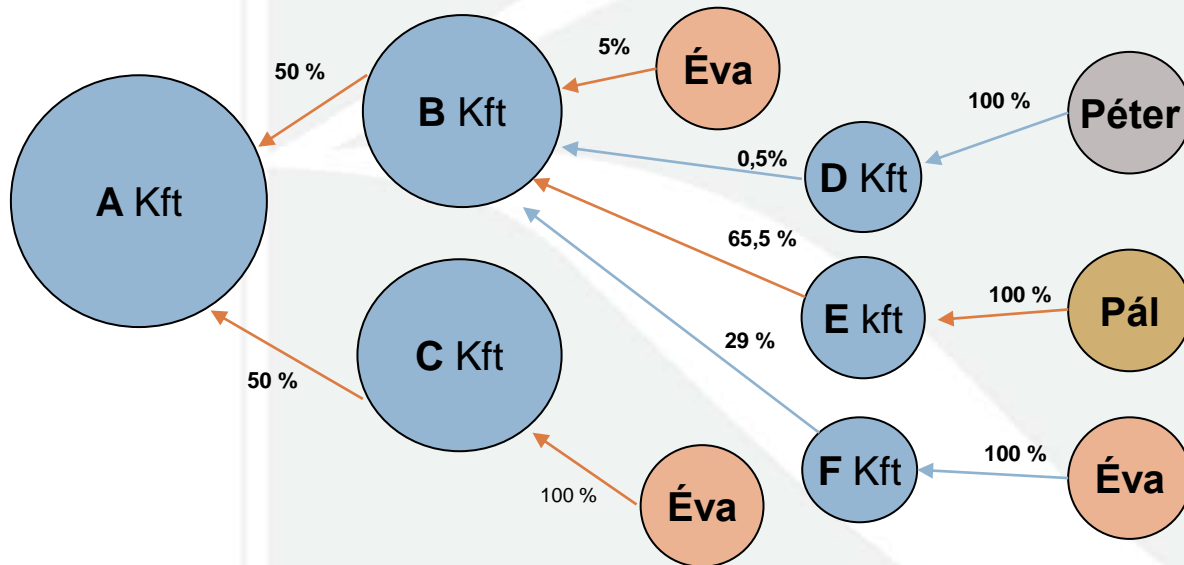 50 %
5%
Éva
B Kft
100 %
Péter
0,5%
D Kft
A Kft
65,5 %
E kft
100 %
Pál
29 %
C Kft
50 %
100 %
Éva
F Kft
100 %
Éva